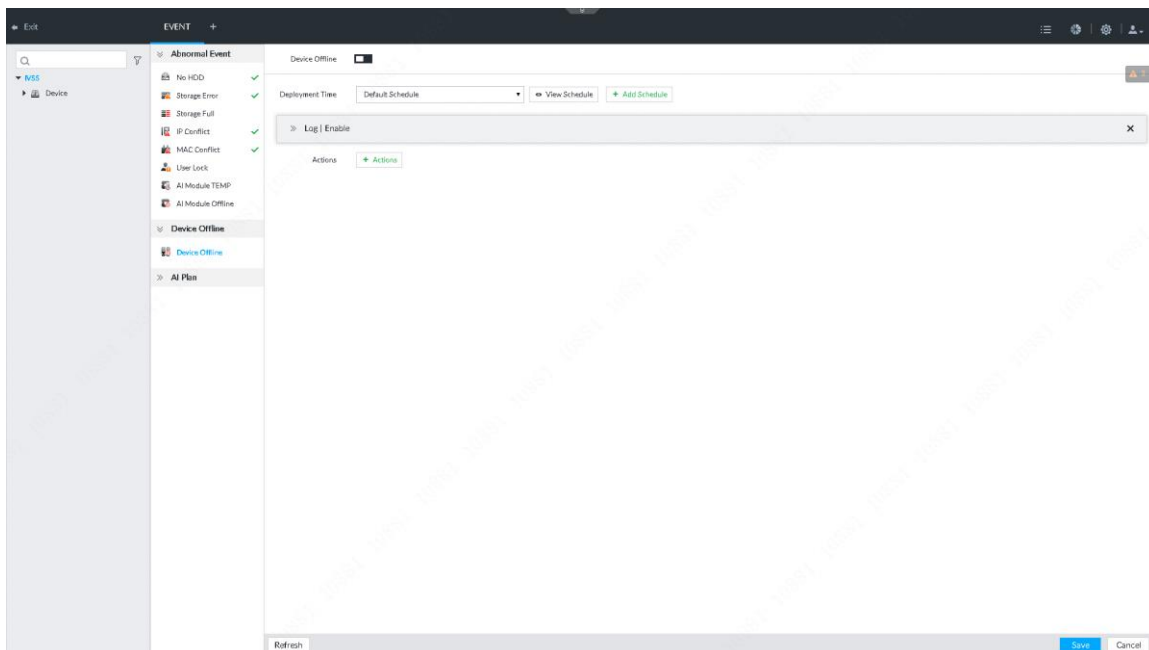 Exit
EVENT +
IVSS
Device
Abnormal Event
No HDD
Storage Error
Storage Full
IP Conflict
MAC Conflict
User Lock
AI Module TEMP
AI Module Offline
Device Offline
Device Offline
AI Plan
Device Offline
Deployment Time Default Schedule View Schedule + Add Schedule
Log | Enable
Actions + Actions
Refresh Save Cancel